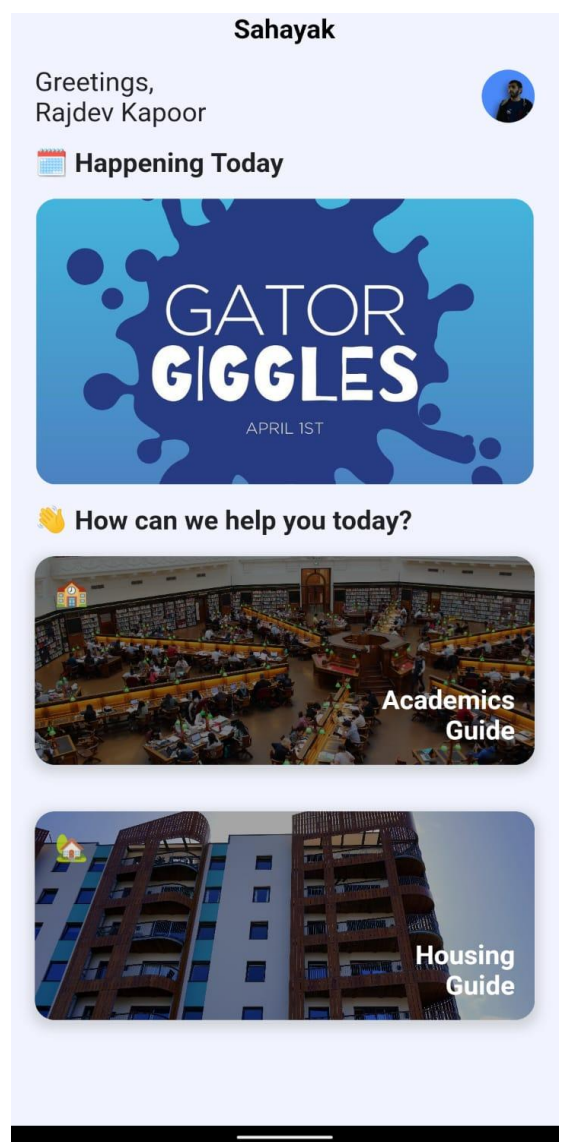 Sahayak
Greetings,
Rajdev Kapoor
Happening Today
GATOR
GIGGLES
APRIL 1ST
How can we help you today?
Academics
Guide
Housing
Guide